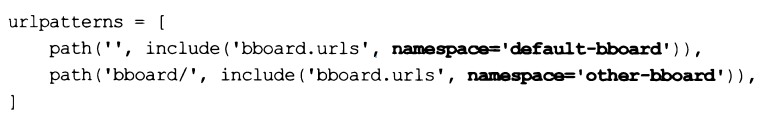 urlpatterns = [
    path('', include('bboard.urls', namespace='default-bboard')),
    path('bboard/', include('bboard.urls', namespace='other-bboard')),
]